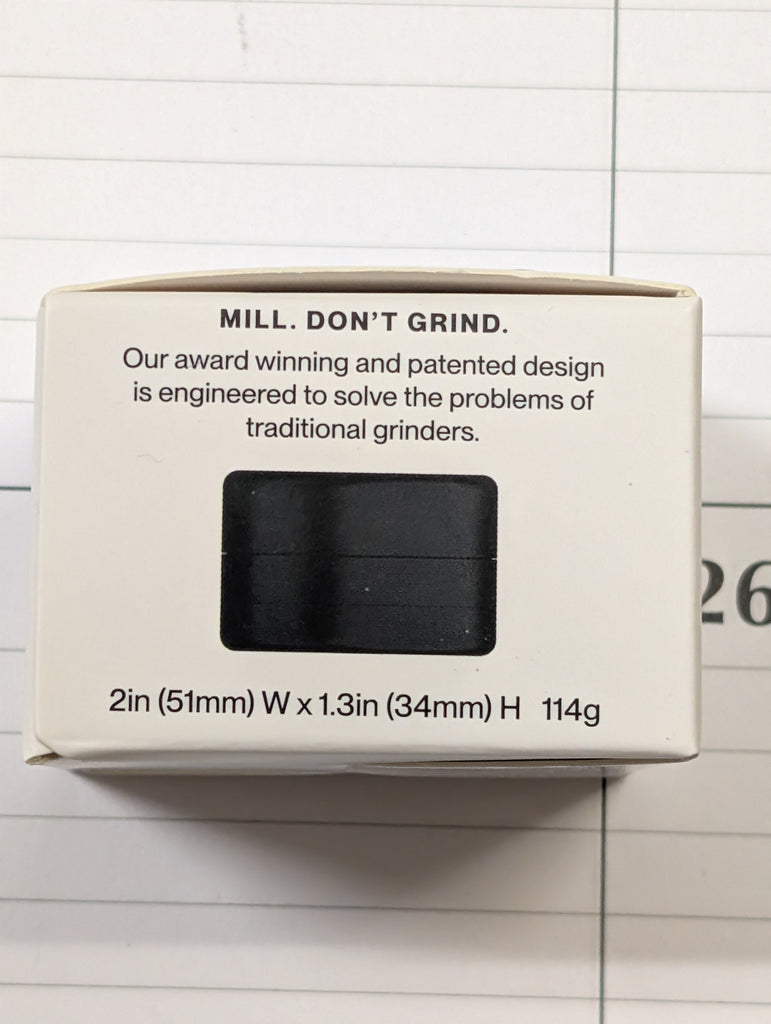 MILL. DON'T GRIND.
Our award winning and patented design
is engineered to solve the problems of
traditional grinders.
26
2in (51mm) W x 1.3in (34mm) H 114g